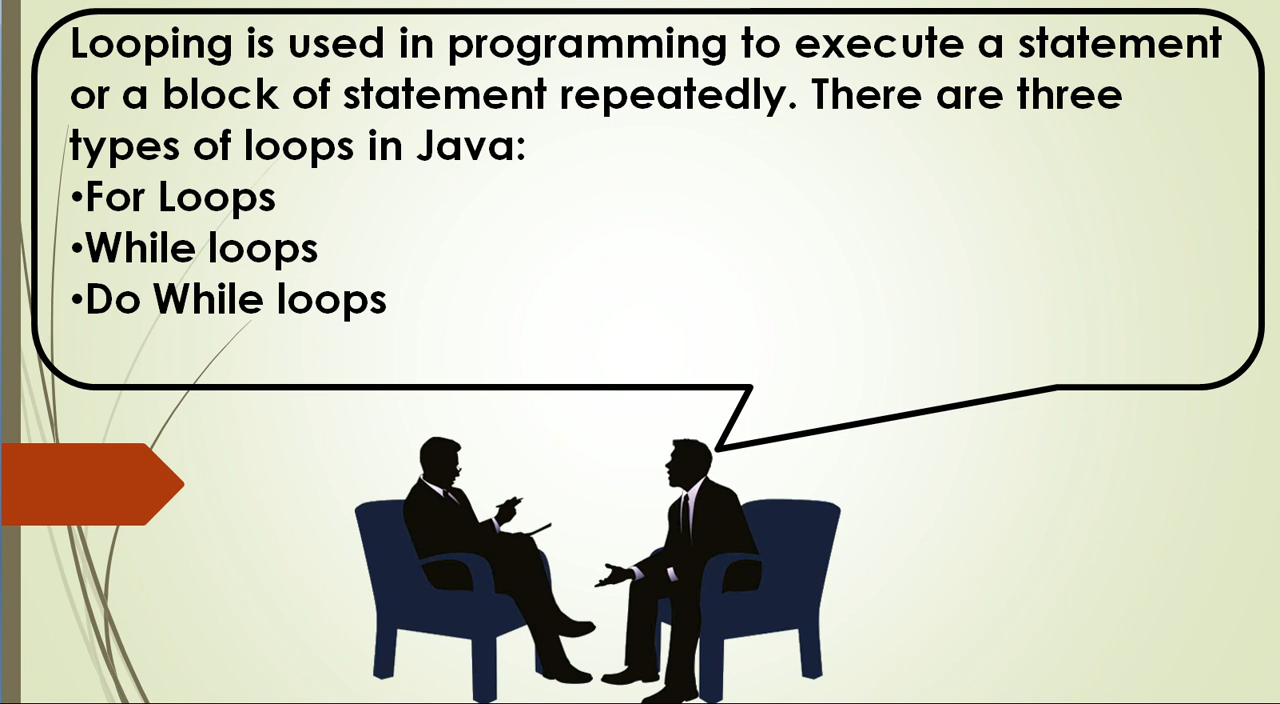 Looping is used in programming to execute a statement
or a block of statement repeatedly. There are three
types of loops in Java:
•For Loops
•While loops
•Do While loops